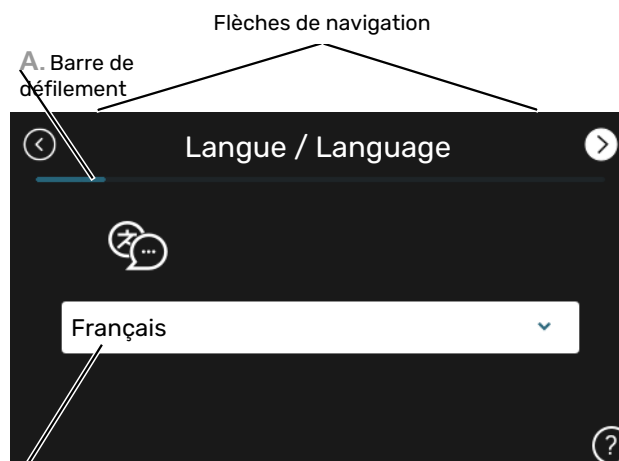 Flèches de navigation
A. Barre de
défilement
Langue / Language
Français
?